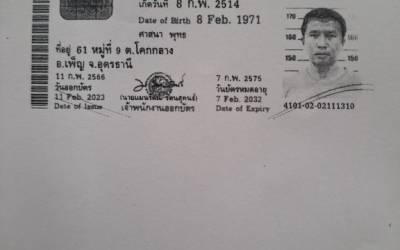 เกิดวันที่ 8 ก.พ. 2514
Date of Birth 8 Feb. 1971
ศาสนา พุทธ
ที่อยู่ 61 หมู่ที่ 9 ต.โคกกลาง
อ.เพ็ญ จ.อุดรธานี
11 ก.พ. 2566
วันออกบัตร
11 Feb. 2023
Date of Issue
เจ้าพนักงานออกบัตร
7 ก.พ. 2575
วันบัตรหมดอายุ
7 Feb. 2032
Date of Expiry
170
160 160
150 150
4101-02-02111310